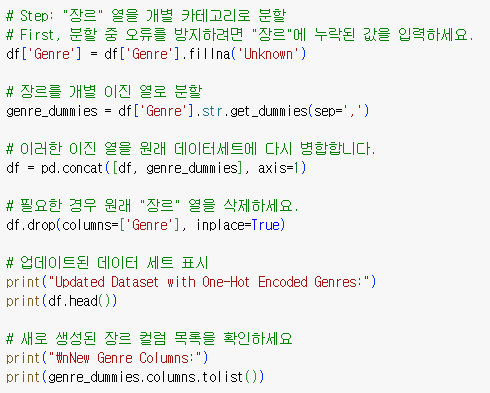 # Step: "장르" 열을 개별 카테고리로 분할
# First, 분할 중 오류를 방지하려면 "장르"에 누락된 값을 입력하세요.
df['Genre'] = df['Genre'].fillna('Unknown')
# 장르를 개별 이진 열로 분할
genre_dummies = df['Genre'].str.get_dummies(sep=',')
# 이러한 이진 열을 원래 데이터세트에 다시 병합합니다.
df = pd.concat([df, genre_dummies], axis=1)
# 필요한 경우 원래 "장르" 열을 삭제하세요.
df.drop(columns=['Genre'], inplace=True)
# 업데이트된 데이터 세트 표시
print("Updated Dataset with One-Hot Encoded Genres:")
print(df.head())
# 새로 생성된 장르 컬럼 목록을 확인하세요
print("₩nNew Genre Columns:")
print(genre_dummies.columns.tolist())